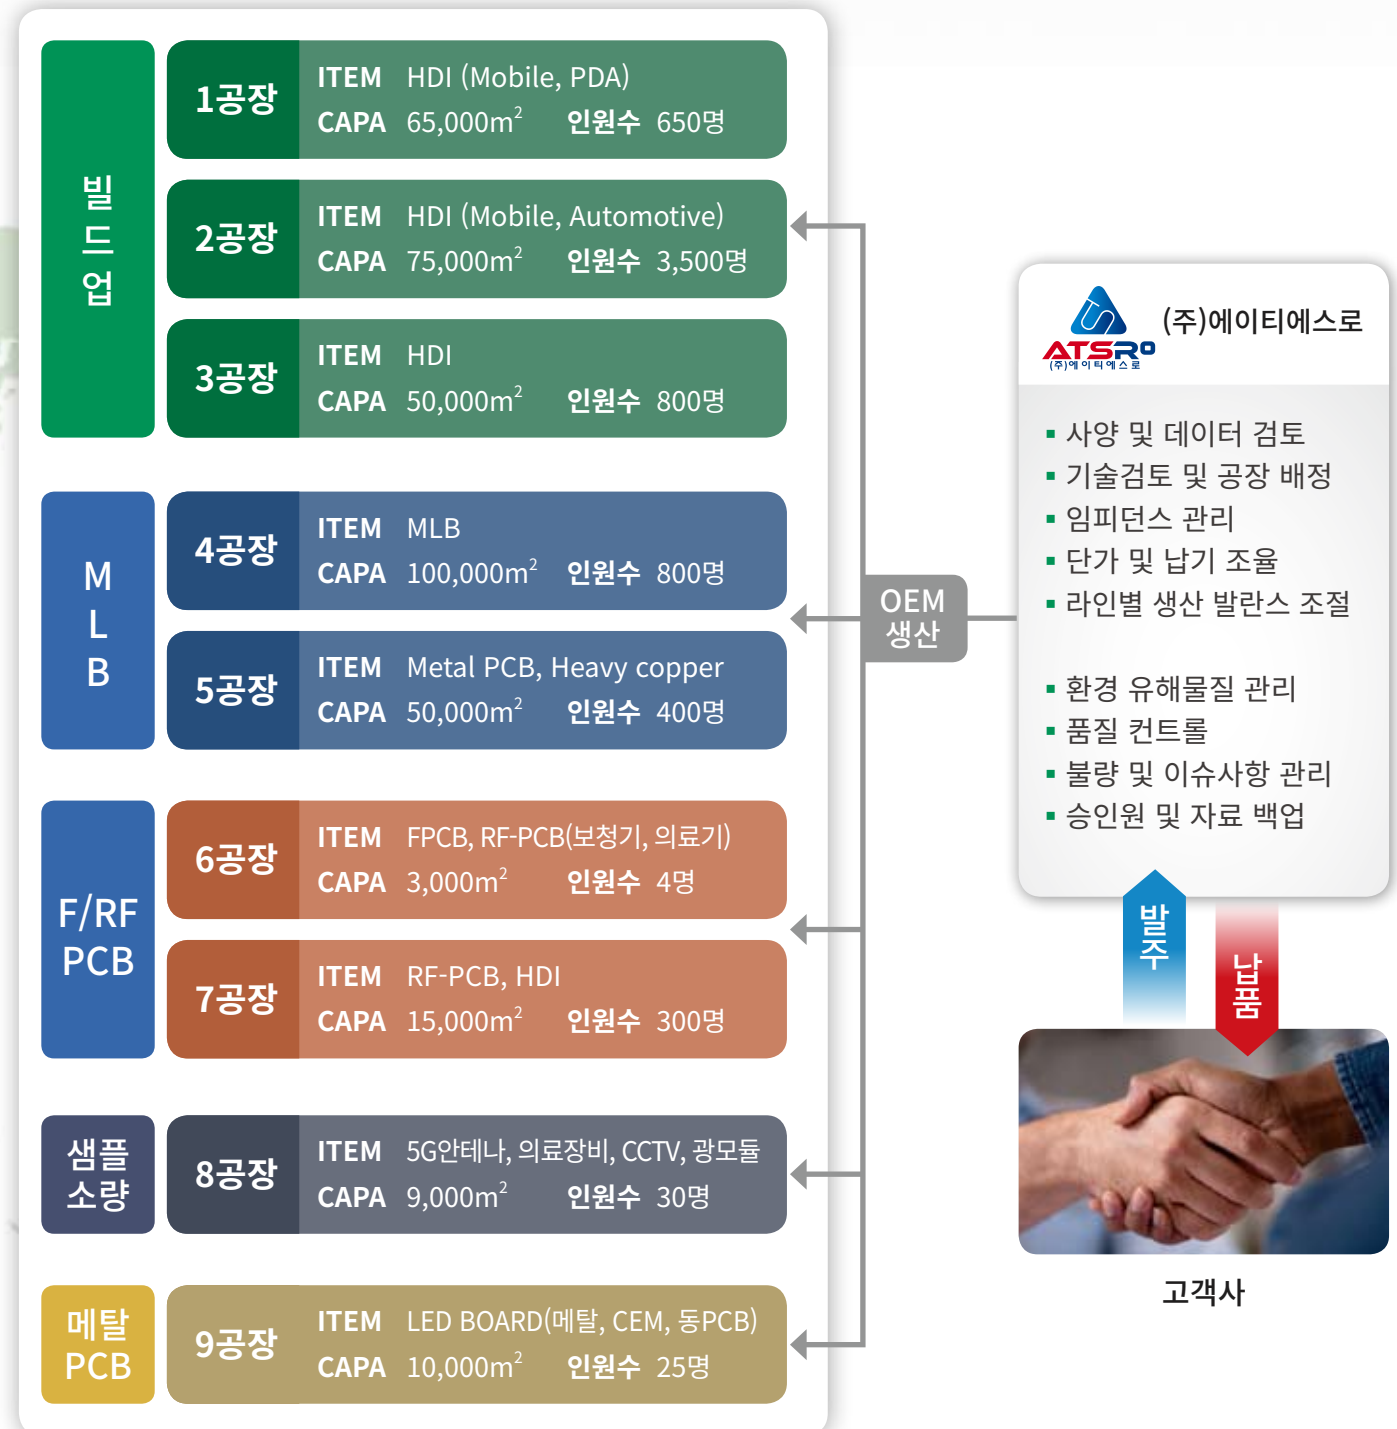 빌드업
1공장
ITEM HDI (Mobile, PDA)
CAPA 65,000m² 인원수 650명
2공장
ITEM HDI (Mobile, Automotive)
CAPA 75,000m² 인원수 3,500명
3공장
ITEM HDI
CAPA 50,000m² 인원수 800명
MLB
4공장
ITEM MLB
CAPA 100,000m² 인원수 800명
5공장
ITEM Metal PCB, Heavy copper
CAPA 50,000m² 인원수 400명
F/RF
PCB
6공장
ITEM FPCB, RF-PCB(보청기, 의료기)
CAPA 3,000m² 인원수 4명
7공장
ITEM RF-PCB, HDI
CAPA 15,000m² 인원수 300명
샘플
소량
8공장
ITEM 5G안테나, 의료장비, CCTV, 광모듈
CAPA 9,000m² 인원수 30명
메탈
PCB
9공장
ITEM LED BOARD(메탈, CEM, 동PCB)
CAPA 10,000m² 인원수 25명
OEM
생산
ATSRO
(주)에이티에스로
(주)에이티에스로
▪ 사양 및 데이터 검토
▪ 기술검토 및 공장 배정
▪ 임피던스 관리
▪ 단가 및 납기 조율
▪ 라인별 생산 발란스 조절
▪ 환경 유해물질 관리
▪ 품질 컨트롤
▪ 불량 및 이슈사항 관리
▪ 승인원 및 자료 백업
발주
납품
고객사